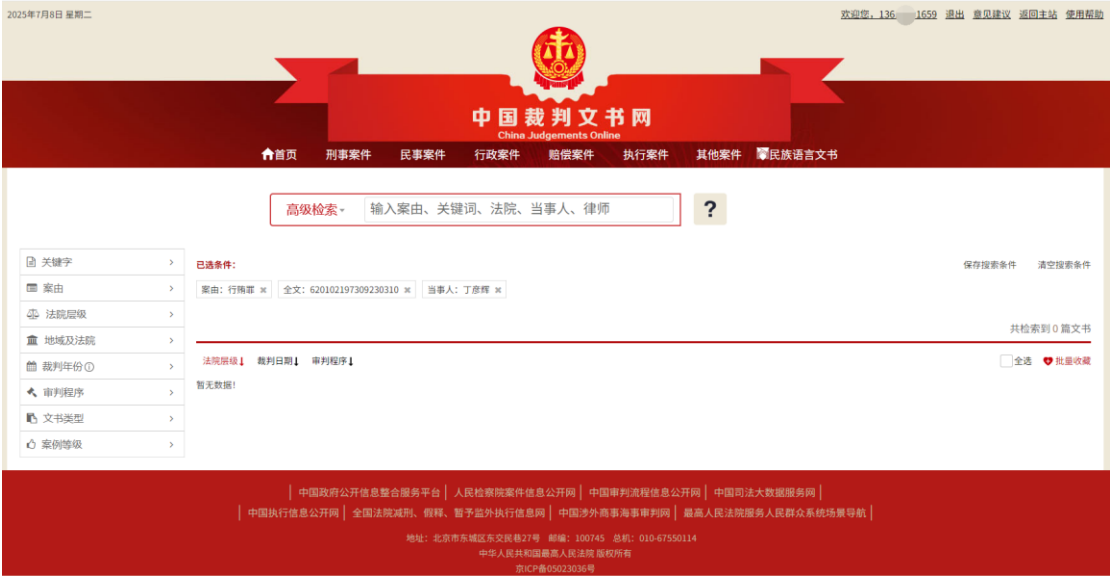 2025年7月8日 星期二
欢迎您，136 1659 退出 意见建议 返回主站 使用帮助
中国裁判文书网
China Judgements Online
首页 刑事案件 民事案件 行政案件 赔偿案件 执行案件 其他案件 民族语言文书
高级检索 输入案由、关键词、法院、当事人、律师 ?
关键字
案由
法院层级
地域及法院
裁判年份
审判程序
文书类型
案例等级
已选条件： 保存搜索条件 清空搜索条件
案由：行贿罪 × 全文：620102197309230310 × 当事人：丁彦辉 ×
共检索到 0 篇文书
法院层级↓ 裁判日期↓ 审判程序↓ 全选 批量收藏
暂无数据！
| 中国政府公开信息整合服务平台 | 人民检察院案件信息公开网 | 中国审判流程信息公开网 | 中国司法大数据服务网 |
| 中国执行信息公开网 | 全国法院减刑、假释、暂予监外执行信息网 | 中国涉外商事海事审判网 | 最高人民法院服务人民群众系统场景导航 |
地址：北京市东城区东交民巷27号 邮编：100745 总机：010-67550114
中华人民共和国最高人民法院 版权所有
京ICP备05023036号